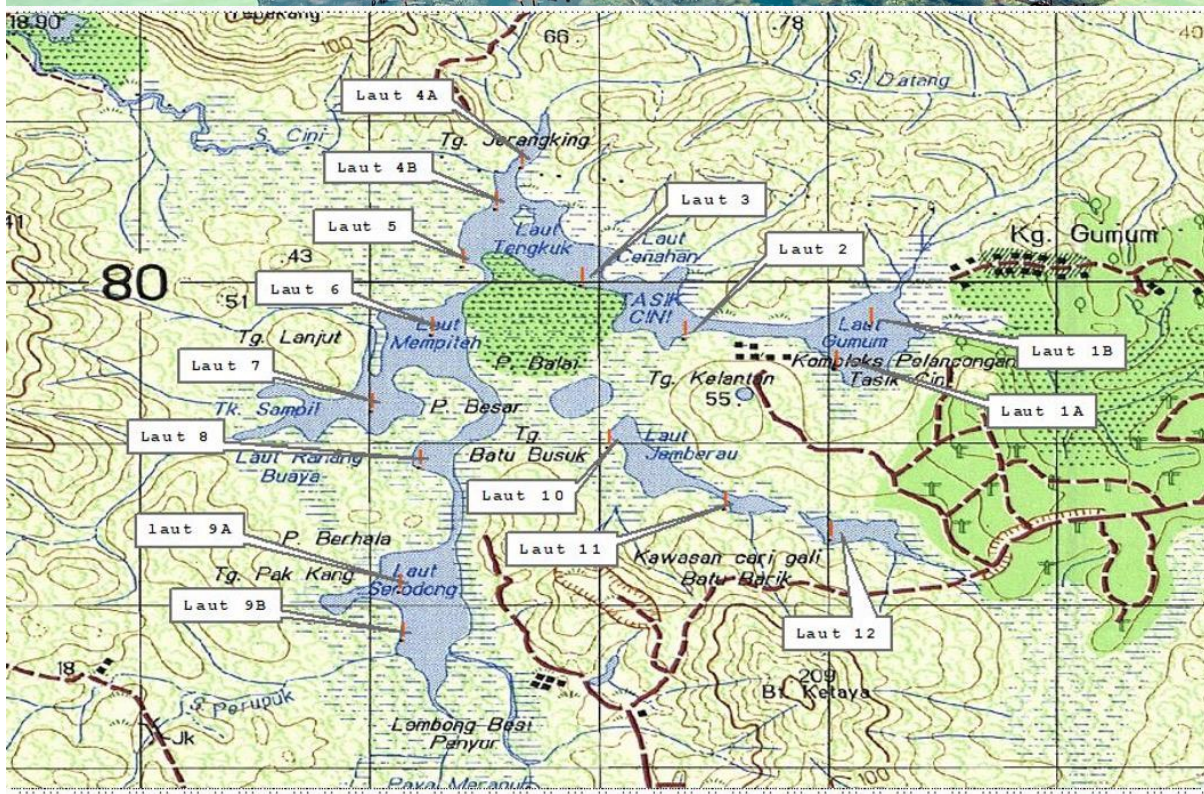 66
78
18.90
100
40
S. Datang
Laut 4A
S. Cini
Tg. Jerangking
Laut 4B
Laut 3
41
Laut 5
Laut
Tengkuk
Laut
Cenahan
Laut 2
Kg. Gumum
43
80
Laut 6
51
TASIK
CINI
Laut
Mempiteh
Laut
Gumum
Tg. Lanjut
Laut 1B
P. Balai
Kompleks Pelancongan
Tasik Cini
Laut 7
Tg. Kelantan
55
Laut 1A
Tk. Sampil
P. Besar
Laut 8
Tg.
Batu Busuk
Laut
Jemberau
Laut Ranang
Buaya
Laut 10
laut 9A
P. Berhala
Laut 11
Kawasan cari gali
Batu Barik
Tg. Pak Kang
Laut
Serodong
Laut 9B
Laut 12
18
209
Bt. Ketaya
S. Perupuk
Jk
Lombong Besi
Penyur
100